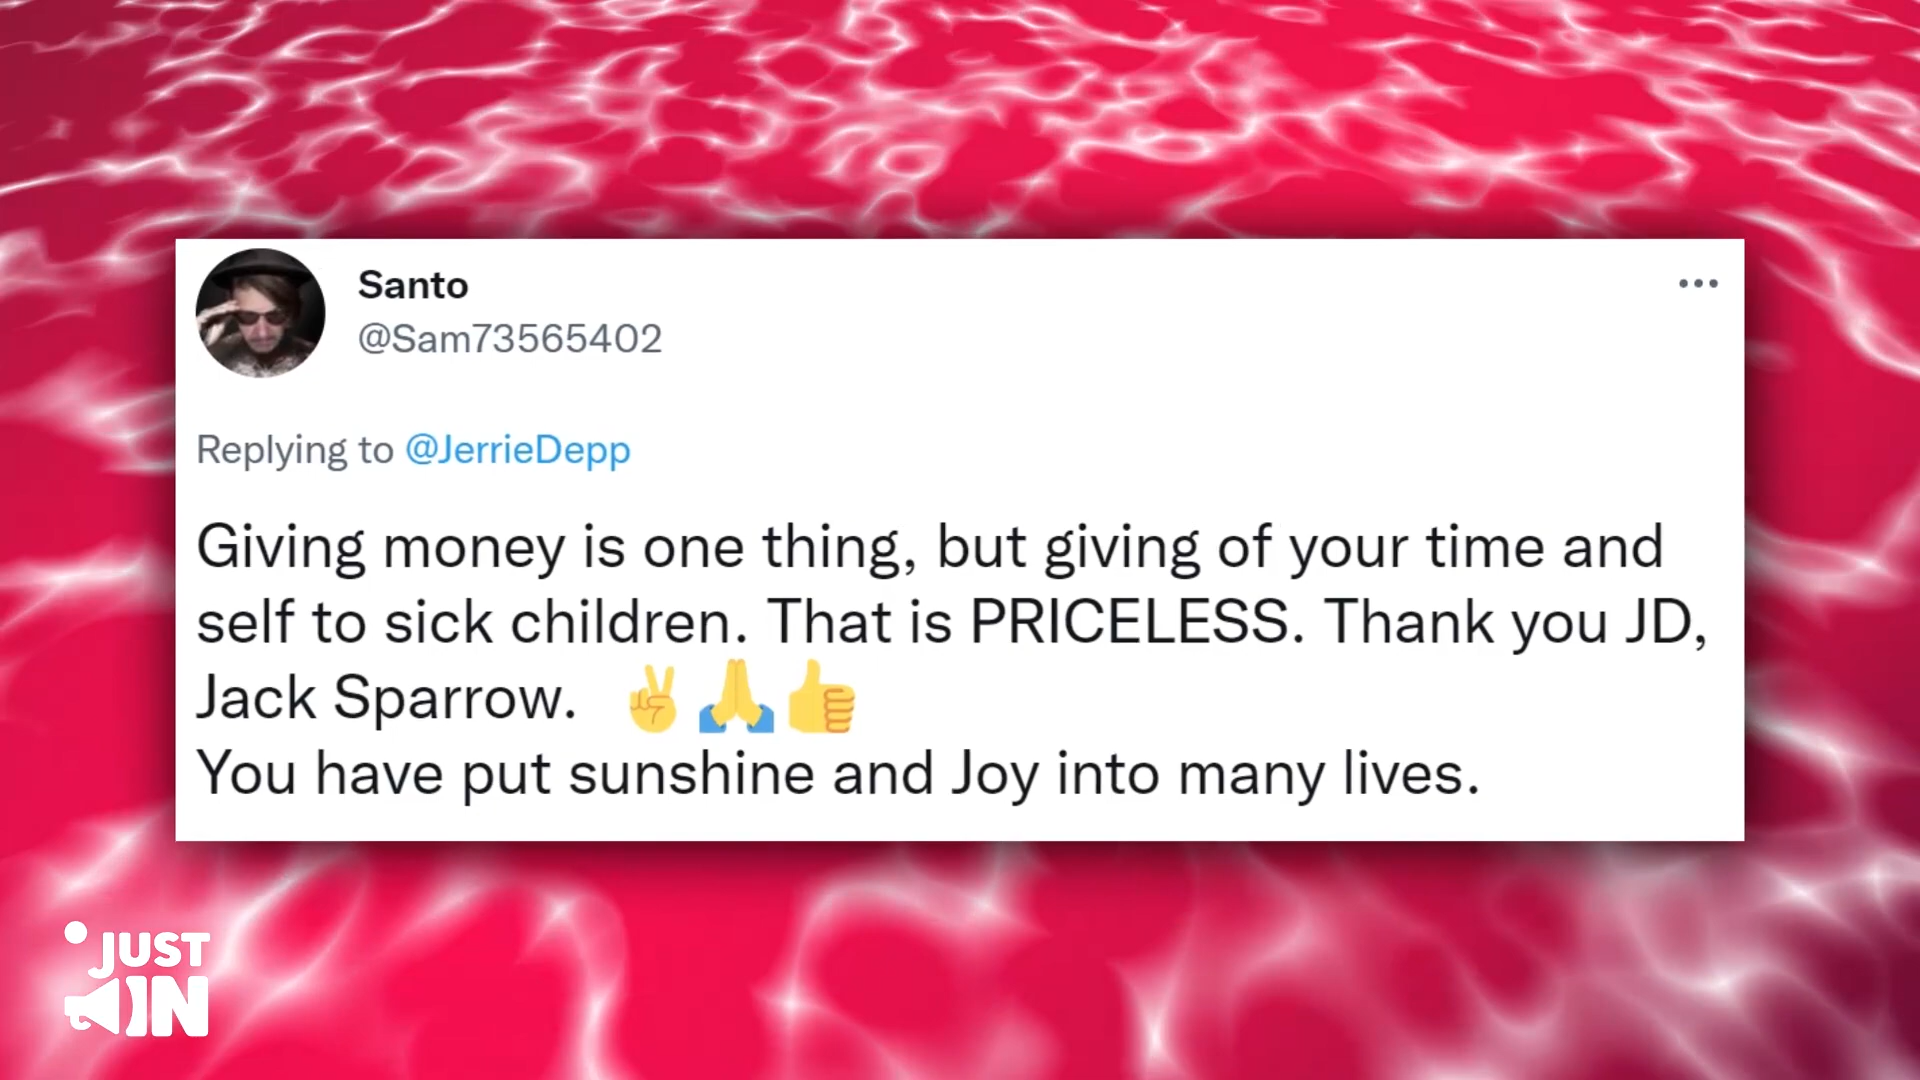 Santo
@Sam73565402
Replying to @JerrieDepp
Giving money is one thing, but giving of your time and
self to sick children. That is PRICELESS. Thank you JD,
Jack Sparrow. ✌️🙏👍
You have put sunshine and Joy into many lives.
JUST
IN